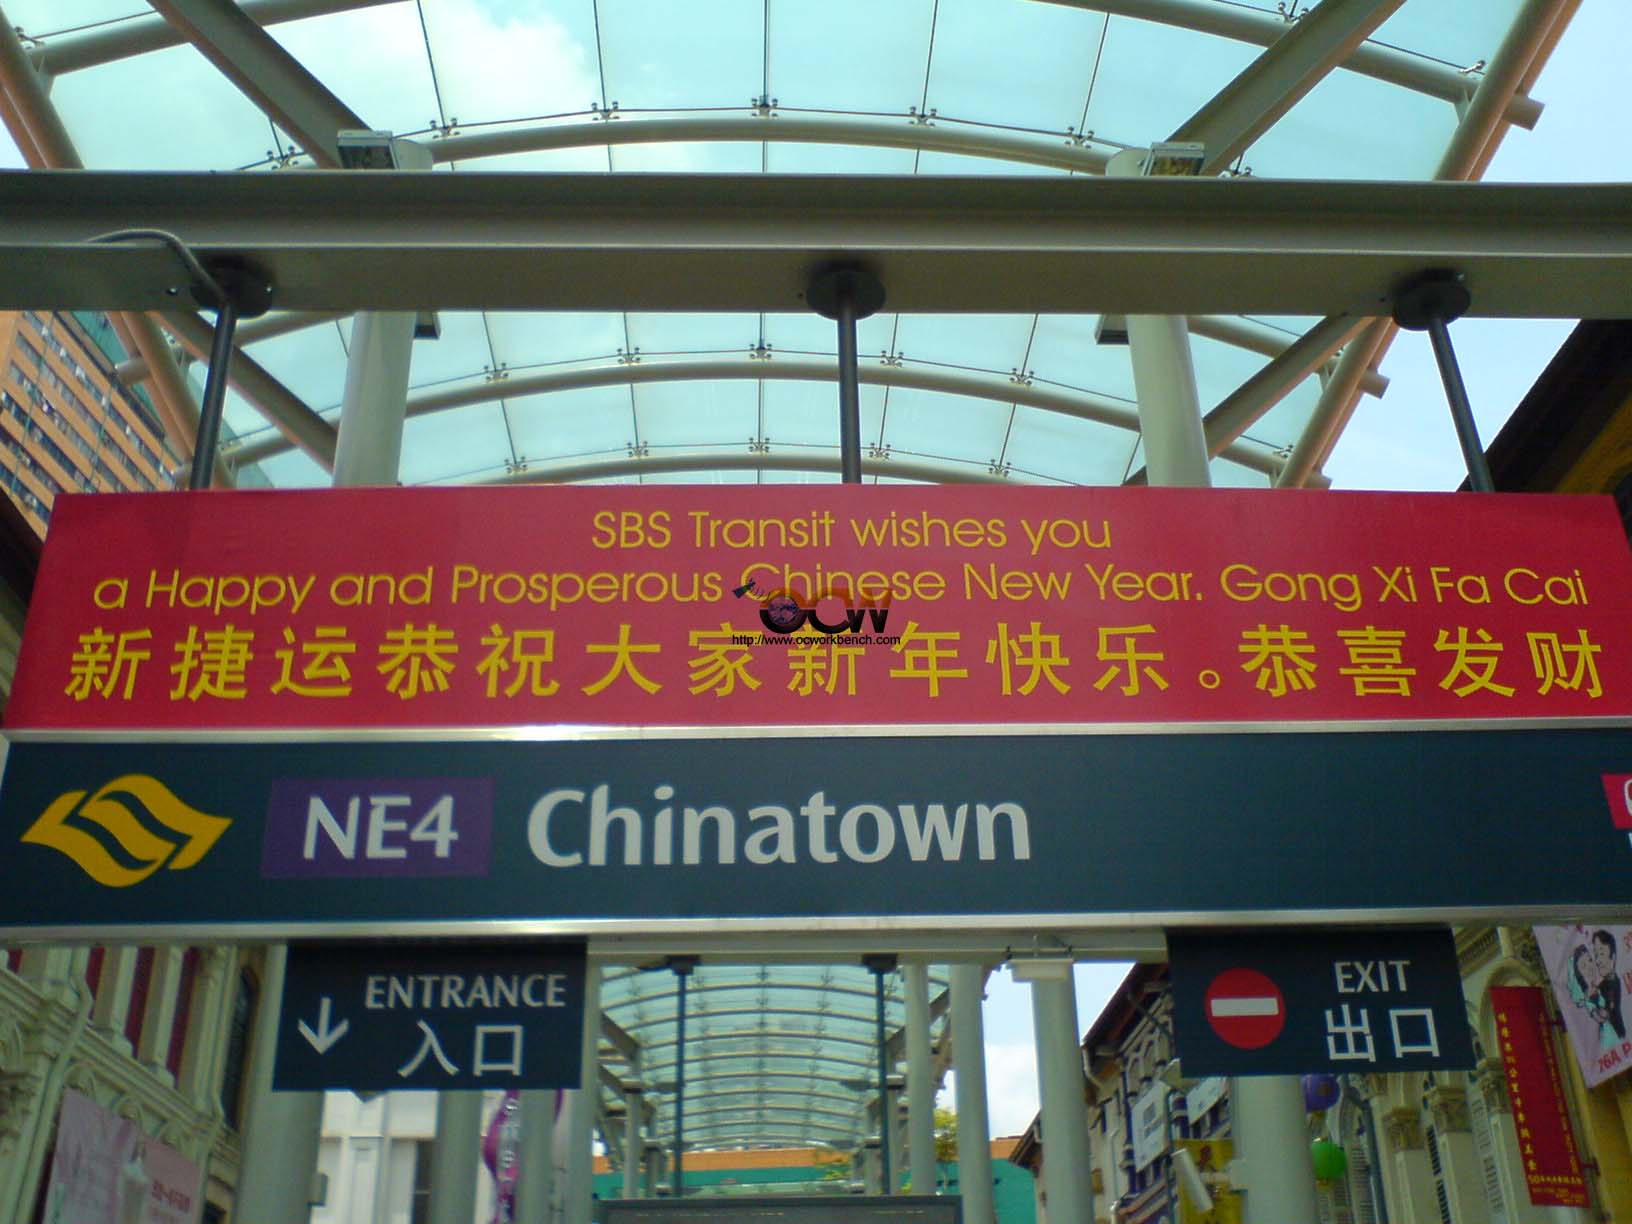 SBS Transit wishes you
a Happy and Prosperous Chinese New Year. Gong Xi Fa Cai
新捷运恭祝大家新年快乐。恭喜发财
OCW
http://www.ocworkbench.com
NE4 Chinatown
ENTRANCE
入口
EXIT
出口